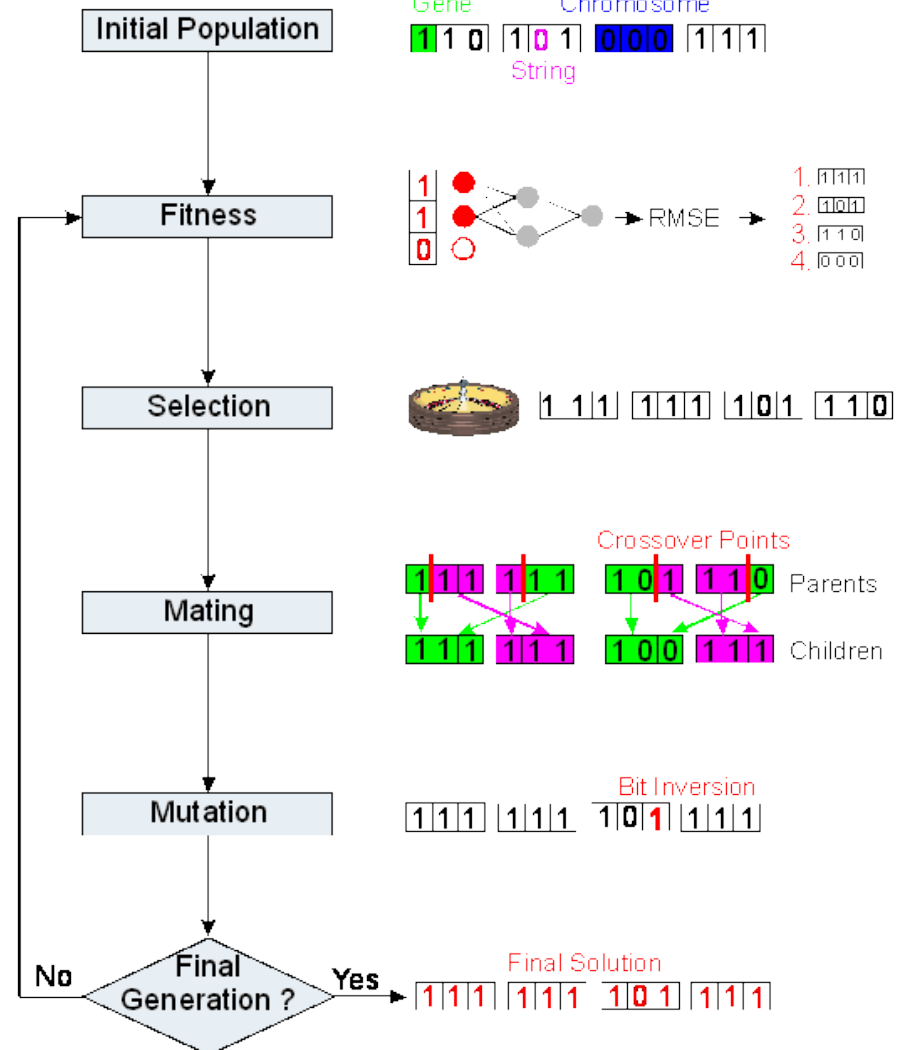 Gene Chromosome
Initial Population
1 1 0 1 0 1 0 0 0 1 1 1
String
Fitness
1
1
0
RMSE
1. 1 1 1
2. 1 0 1
3. 1 1 0
4. 0 0 0
Selection
1 1 1 1 1 1 1 0 1 1 1 0
Crossover Points
1 1 1 1 1 1 1 0 1 1 1 0 Parents
Mating
1 1 1 1 1 1 1 0 0 1 1 1 Children
Bit Inversion
Mutation
1 1 1 1 1 1 1 0 1 1 1 1
Final Solution
No
Final
Generation ?
Yes
1 1 1 1 1 1 1 0 1 1 1 1